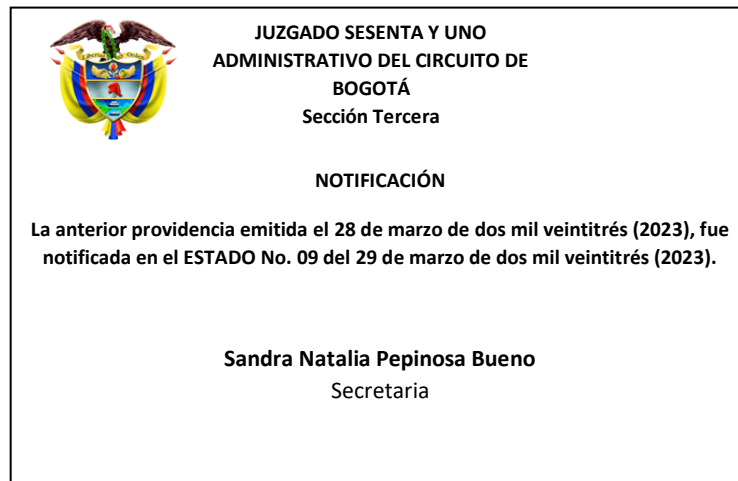 JUZGADO SESENTA Y UNO
ADMINISTRATIVO DEL CIRCUITO DE
BOGOTÁ
Sección Tercera
NOTIFICACIÓN
La anterior providencia emitida el 28 de marzo de dos mil veintitrés (2023), fue
notificada en el ESTADO No. 09 del 29 de marzo de dos mil veintitrés (2023).
Sandra Natalia Pepinosa Bueno
Secretaria